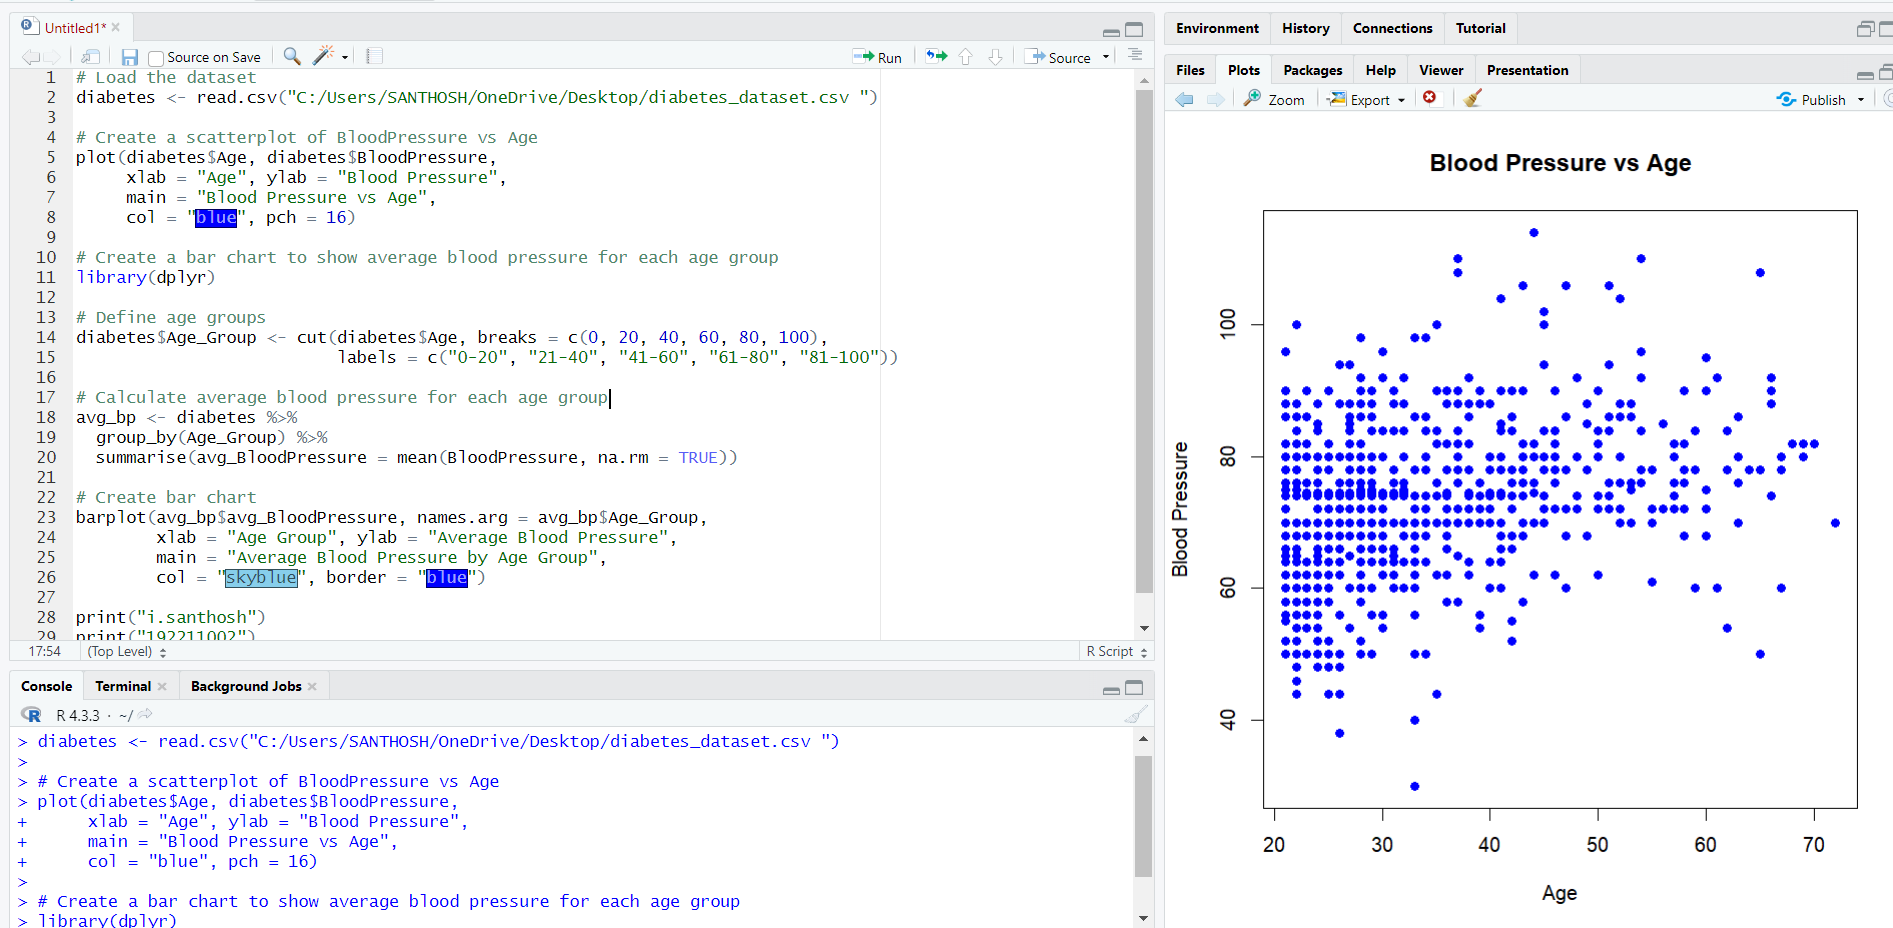 Untitled1*
Source on Save
Run
Source
1 # Load the dataset
2 diabetes <- read.csv("C:/Users/SANTHOSH/OneDrive/Desktop/diabetes_dataset.csv ")
3
4 # Create a scatterplot of BloodPressure vs Age
5 plot(diabetes$Age, diabetes$BloodPressure,
6 xlab = "Age", ylab = "Blood Pressure",
7 main = "Blood Pressure vs Age",
8 col = "blue", pch = 16)
9
10 # Create a bar chart to show average blood pressure for each age group
11 library(dplyr)
12
13 # Define age groups
14 diabetes$Age_Group <- cut(diabetes$Age, breaks = c(0, 20, 40, 60, 80, 100),
15 labels = c("0-20", "21-40", "41-60", "61-80", "81-100"))
16
17 # Calculate average blood pressure for each age group
18 avg_bp <- diabetes %>%
19 group_by(Age_Group) %>%
20 summarise(avg_BloodPressure = mean(BloodPressure, na.rm = TRUE))
21
22 # Create bar chart
23 barplot(avg_bp$avg_BloodPressure, names.arg = avg_bp$Age_Group,
24 xlab = "Age Group", ylab = "Average Blood Pressure",
25 main = "Average Blood Pressure by Age Group",
26 col = "skyblue", border = "blue")
27
28 print("i.santhosh")
29 print("192211002")
17:54 (Top Level) R Script
Console Terminal Background Jobs
R R 4.3.3 · ~/
> diabetes <- read.csv("C:/Users/SANTHOSH/OneDrive/Desktop/diabetes_dataset.csv ")
>
> # Create a scatterplot of BloodPressure vs Age
> plot(diabetes$Age, diabetes$BloodPressure,
+ xlab = "Age", ylab = "Blood Pressure",
+ main = "Blood Pressure vs Age",
+ col = "blue", pch = 16)
>
> # Create a bar chart to show average blood pressure for each age group
> library(dplyr)
Environment History Connections Tutorial
Files Plots Packages Help Viewer Presentation
Zoom Export Publish
Blood Pressure vs Age
Blood Pressure
100
80
60
40
20 30 40 50 60 70
Age